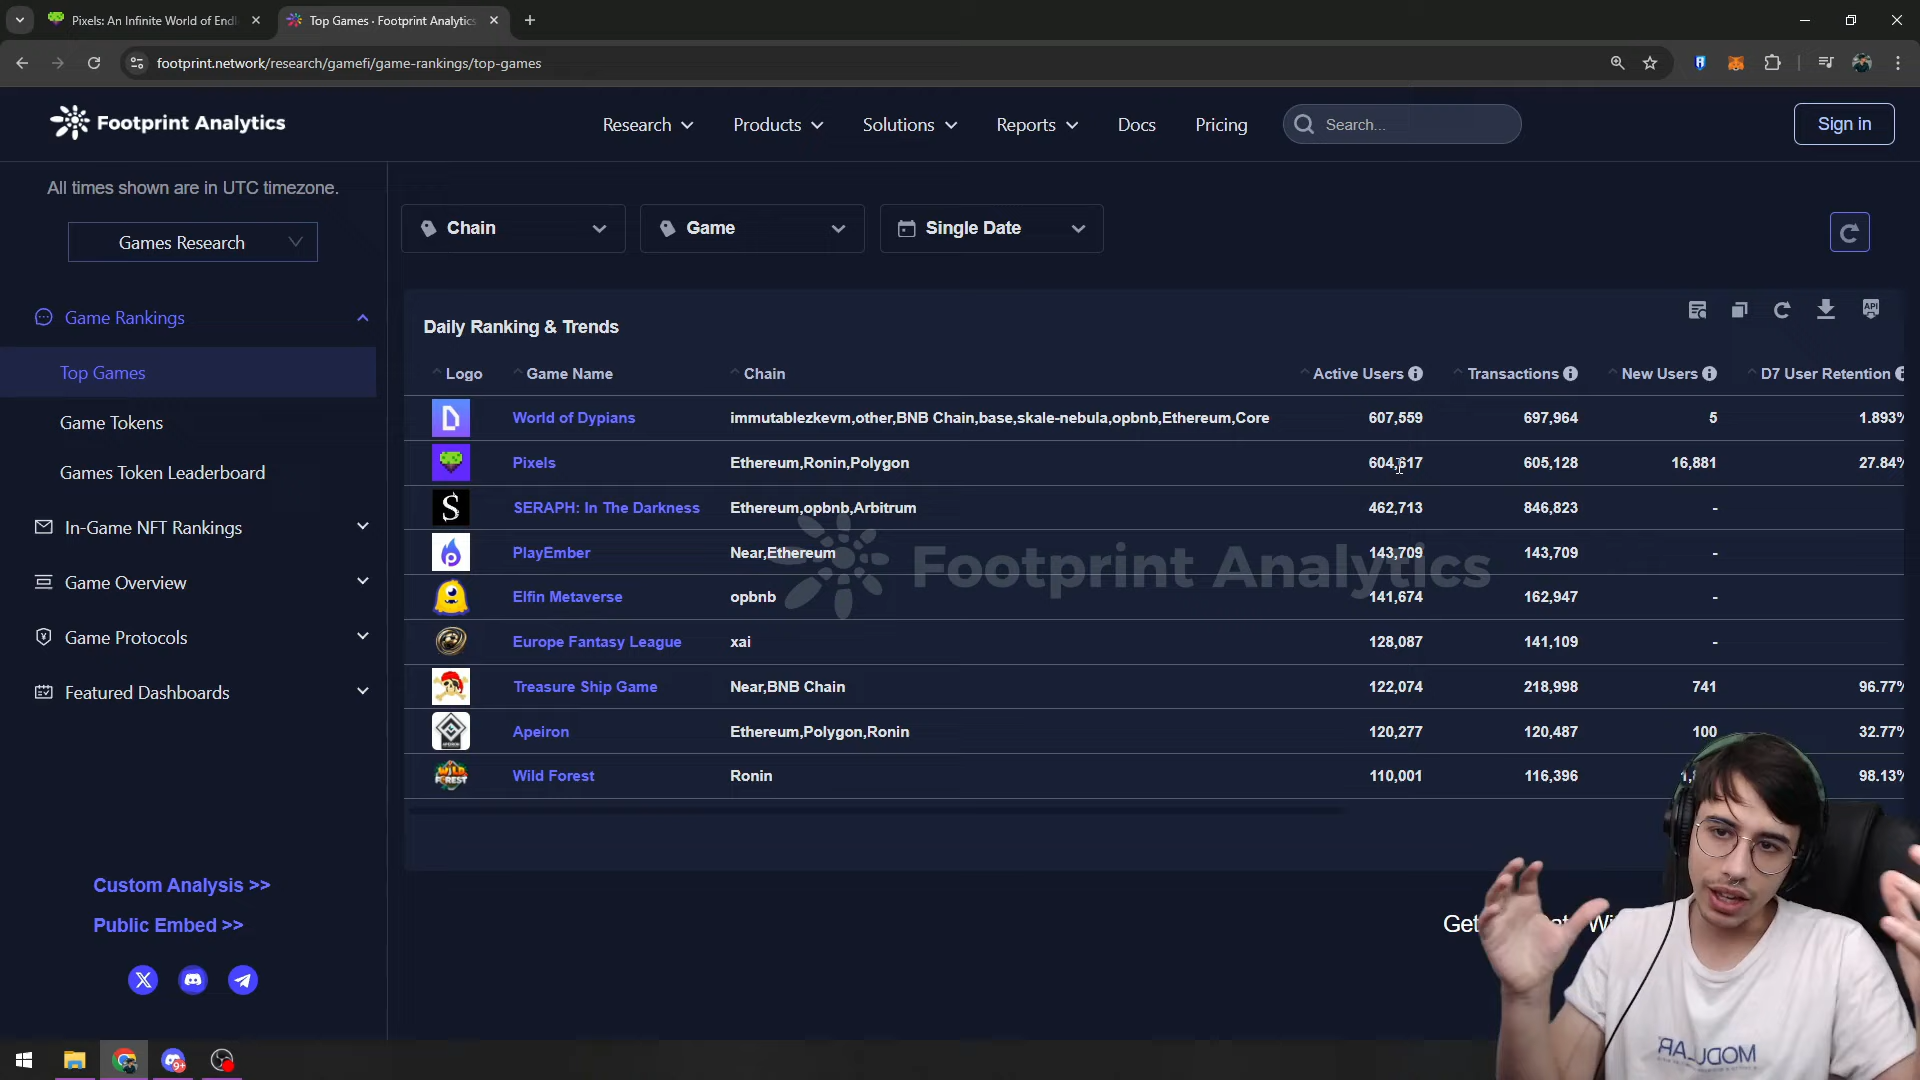 Pixels: An Infinite World of Endl
Top Games · Footprint Analytics
footprint.network/research/gamefi/game-rankings/top-games
Footprint Analytics
Research
Products
Solutions
Reports
Docs
Pricing
Search...
Sign in
All times shown are in UTC timezone.
Games Research
Game Rankings
Top Games
Game Tokens
Games Token Leaderboard
In-Game NFT Rankings
Game Overview
Game Protocols
Featured Dashboards
Custom Analysis >>
Public Embed >>
Chain
Game
Single Date
API
Daily Ranking & Trends
Logo Game Name Chain Active Users Transactions New Users D7 User Retention
World of Dypians immutablezkevm,other,BNB Chain,base,skale-nebula,opbnb,Ethereum,Core 607,559 697,964 5 1.893%
Pixels Ethereum,Ronin,Polygon 604,617 605,128 16,881 27.84%
SERAPH: In The Darkness Ethereum,opbnb,Arbitrum 462,713 846,823 -
PlayEmber Near,Ethereum 143,709 143,709 -
Elfin Metaverse opbnb 141,674 162,947 -
Europe Fantasy League xai 128,087 141,109 -
Treasure Ship Game Near,BNB Chain 122,074 218,998 741 96.77%
Apeiron Ethereum,Polygon,Ronin 120,277 120,487 100 32.77%
Wild Forest Ronin 110,001 116,396 98.13%
Footprint Analytics
Get
MODULAR
9+